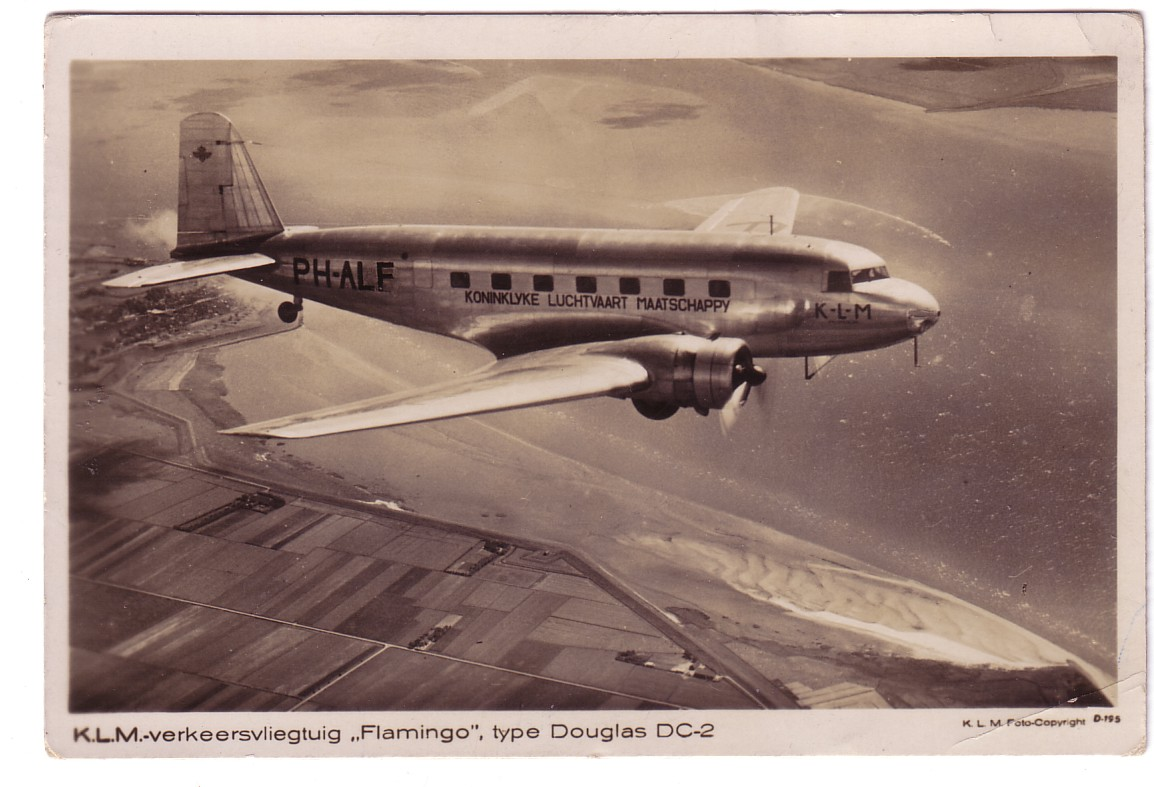 PH-ALF
KONINKLYKE LUCHTVAART MAATSCHAPPY
K-L-M
K.L.M.-verkeersvliegtuig „Flamingo”, type Douglas DC-2
K. L. M. Foto-Copyright D-195